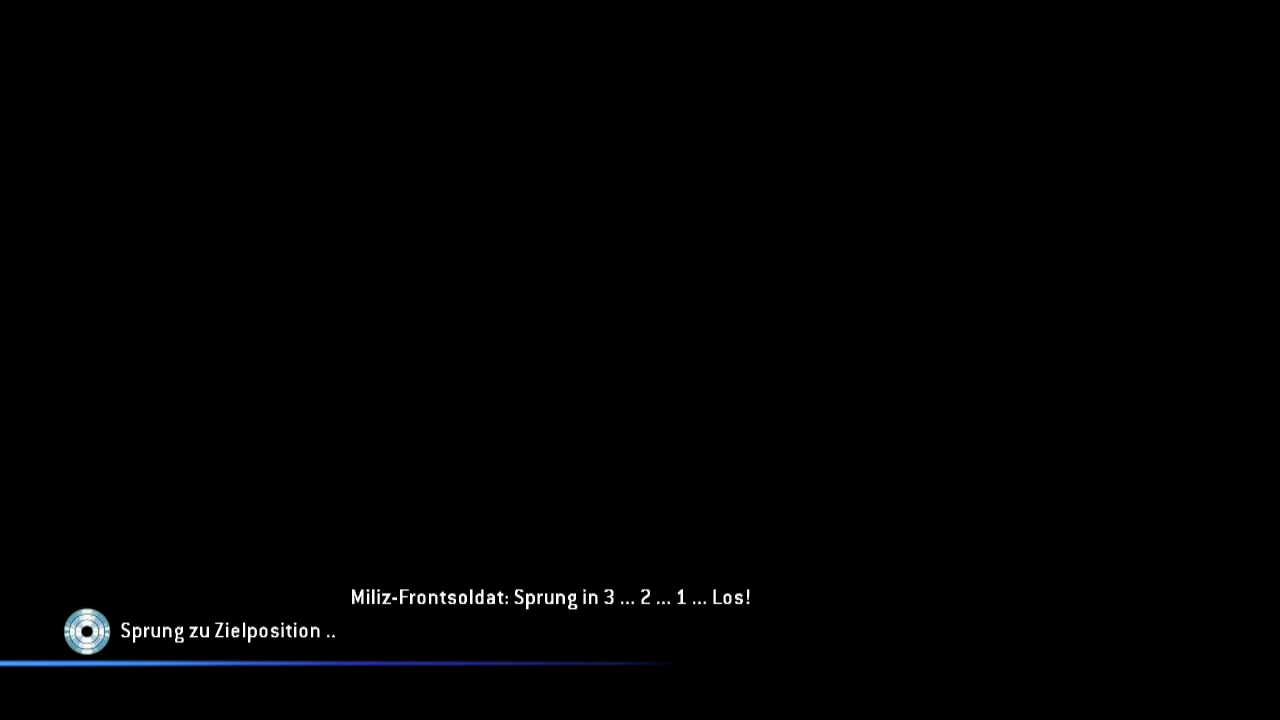 Miliz-Frontsoldat: Sprung in 3 ... 2 ... 1 ... Los!
Sprung zu Zielposition ..